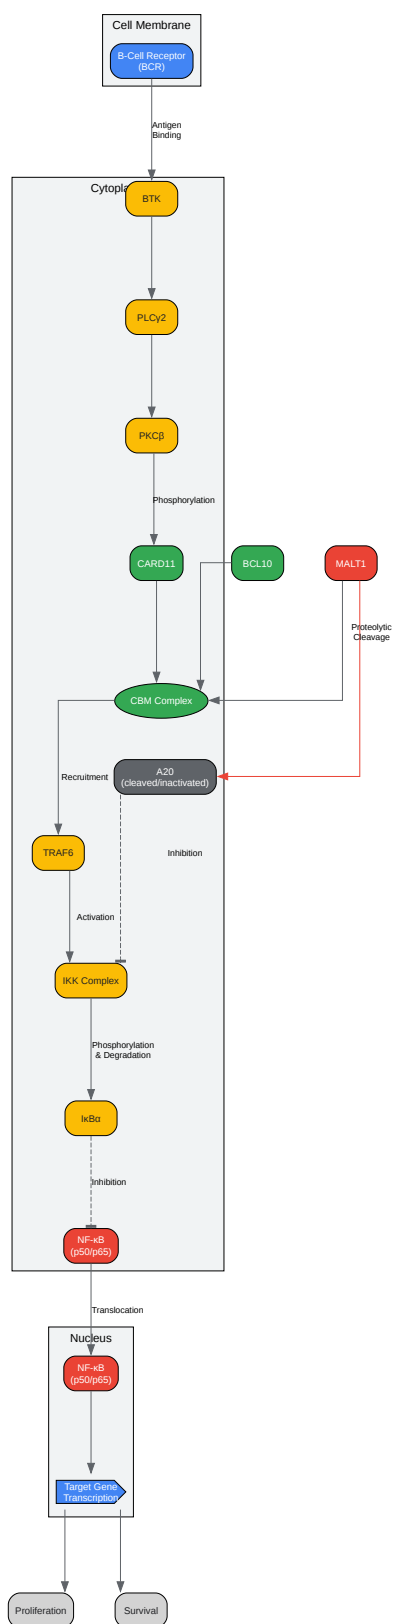 Cell Membrane
B-Cell Receptor
(BCR)
Antigen
Binding
BTK
PLCγ2
PKCβ
Phosphorylation
CARD11
BCL10
MALT1
Proteolytic
Cleavage
CBM Complex
A20
(cleaved/inactivated)
Recruitment
TRAF6
Inhibition
Activation
IKK Complex
Phosphorylation
& Degradation
IκBα
Inhibition
NF-κB
(p50/p65)
Translocation
Nucleus
NF-κB
(p50/p65)
Target Gene
Transcription
Proliferation
Survival